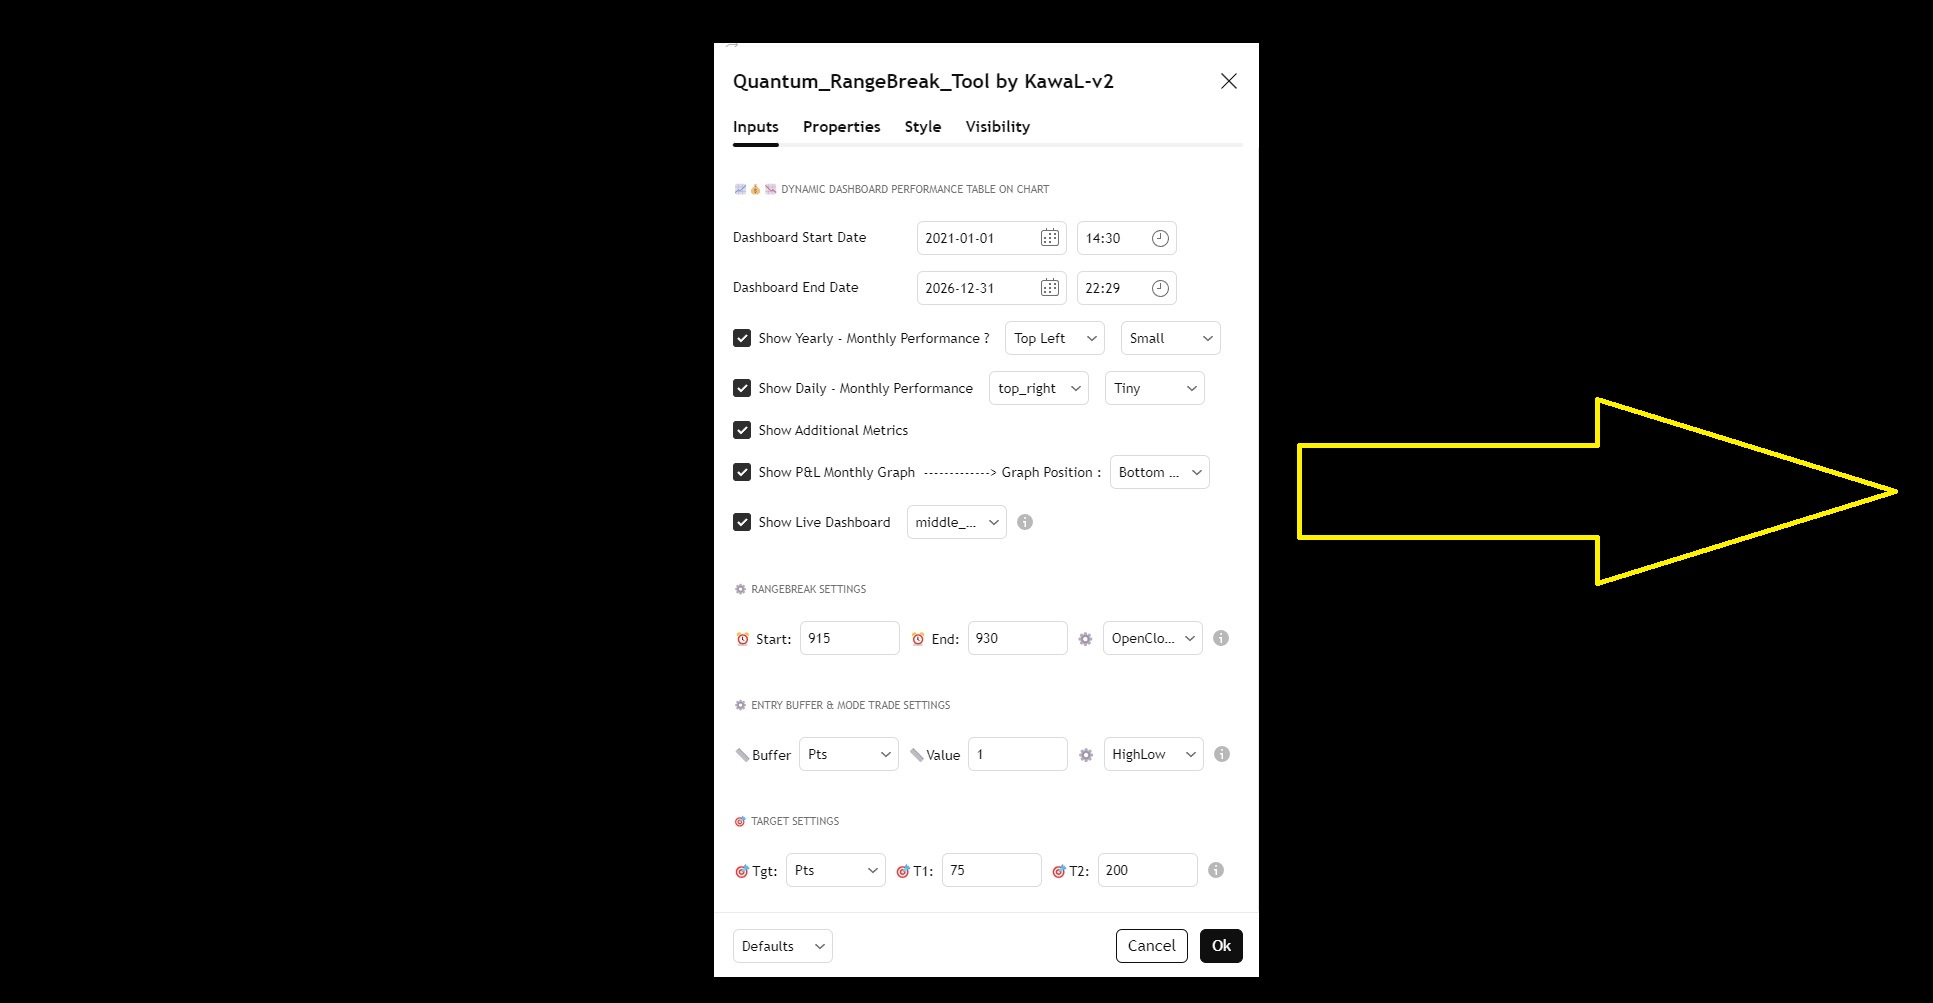 Quantum_RangeBreak_Tool by KawaL-v2
Inputs Properties Style Visibility
DYNAMIC DASHBOARD PERFORMANCE TABLE ON CHART
Dashboard Start Date 2021-01-01 14:30
Dashboard End Date 2026-12-31 22:29
Show Yearly - Monthly Performance ? Top Left Small
Show Daily - Monthly Performance top_right Tiny
Show Additional Metrics
Show P&L Monthly Graph -------------> Graph Position : Bottom ...
Show Live Dashboard middle_...
RANGEBREAK SETTINGS
Start: 915 End: 930 OpenClo...
ENTRY BUFFER & MODE TRADE SETTINGS
Buffer Pts Value 1 HighLow
TARGET SETTINGS
Tgt: Pts T1: 75 T2: 200
Defaults Cancel Ok